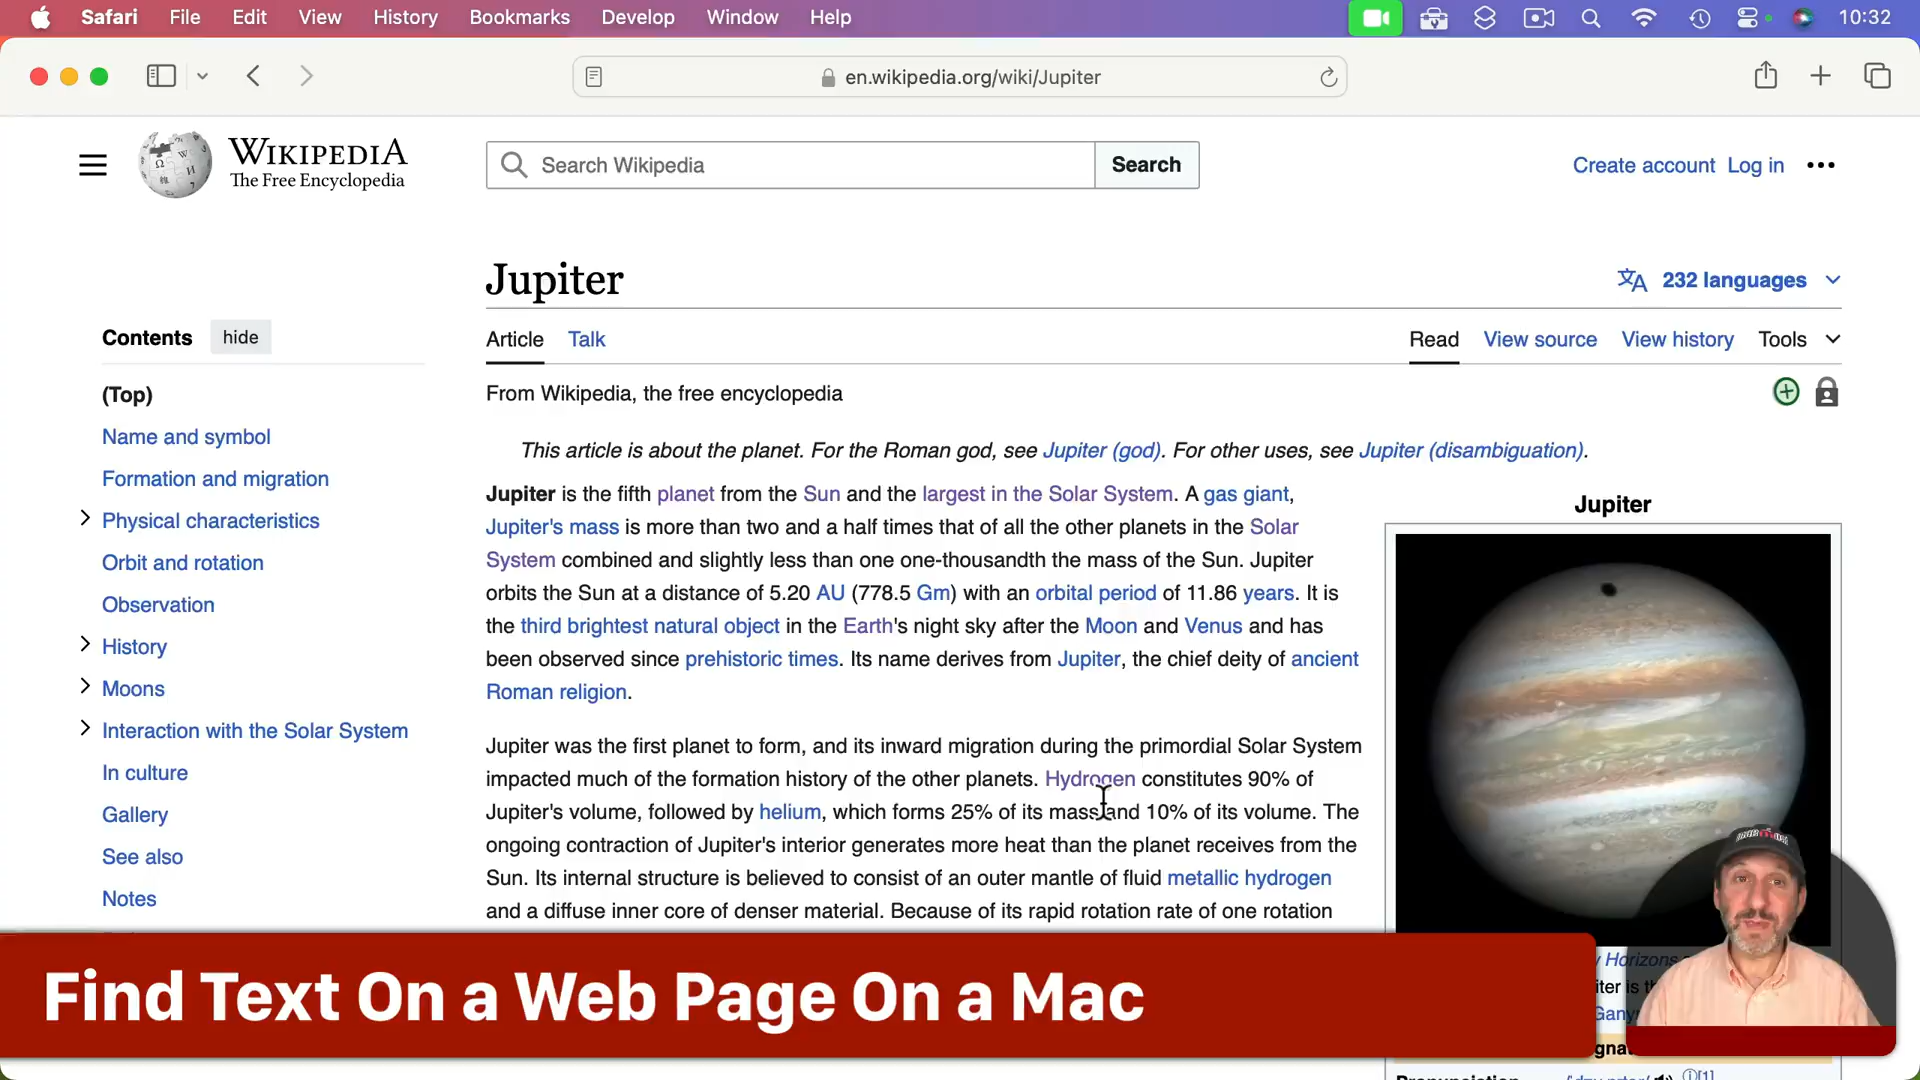 Safari File Edit View History Bookmarks Develop Window Help 10:32
en.wikipedia.org/wiki/Jupiter
WIKIPEDIA
The Free Encyclopedia
Search Wikipedia
Search
Create account Log in
Jupiter
232 languages
Contents hide
Article Talk
Read View source View history Tools
(Top)
Name and symbol
Formation and migration
Physical characteristics
Orbit and rotation
Observation
History
Moons
Interaction with the Solar System
In culture
Gallery
See also
Notes
From Wikipedia, the free encyclopedia
This article is about the planet. For the Roman god, see Jupiter (god). For other uses, see Jupiter (disambiguation).
Jupiter is the fifth planet from the Sun and the largest in the Solar System. A gas giant,
Jupiter's mass is more than two and a half times that of all the other planets in the Solar
System combined and slightly less than one one-thousandth the mass of the Sun. Jupiter
orbits the Sun at a distance of 5.20 AU (778.5 Gm) with an orbital period of 11.86 years. It is
the third brightest natural object in the Earth's night sky after the Moon and Venus and has
been observed since prehistoric times. Its name derives from Jupiter, the chief deity of ancient
Roman religion.
Jupiter was the first planet to form, and its inward migration during the primordial Solar System
impacted much of the formation history of the other planets. Hydrogen constitutes 90% of
Jupiter's volume, followed by helium, which forms 25% of its mass and 10% of its volume. The
ongoing contraction of Jupiter's interior generates more heat than the planet receives from the
Sun. Its internal structure is believed to consist of an outer mantle of fluid metallic hydrogen
and a diffuse inner core of denser material. Because of its rapid rotation rate of one rotation
Jupiter
Horizons
Find Text On a Web Page On a Mac